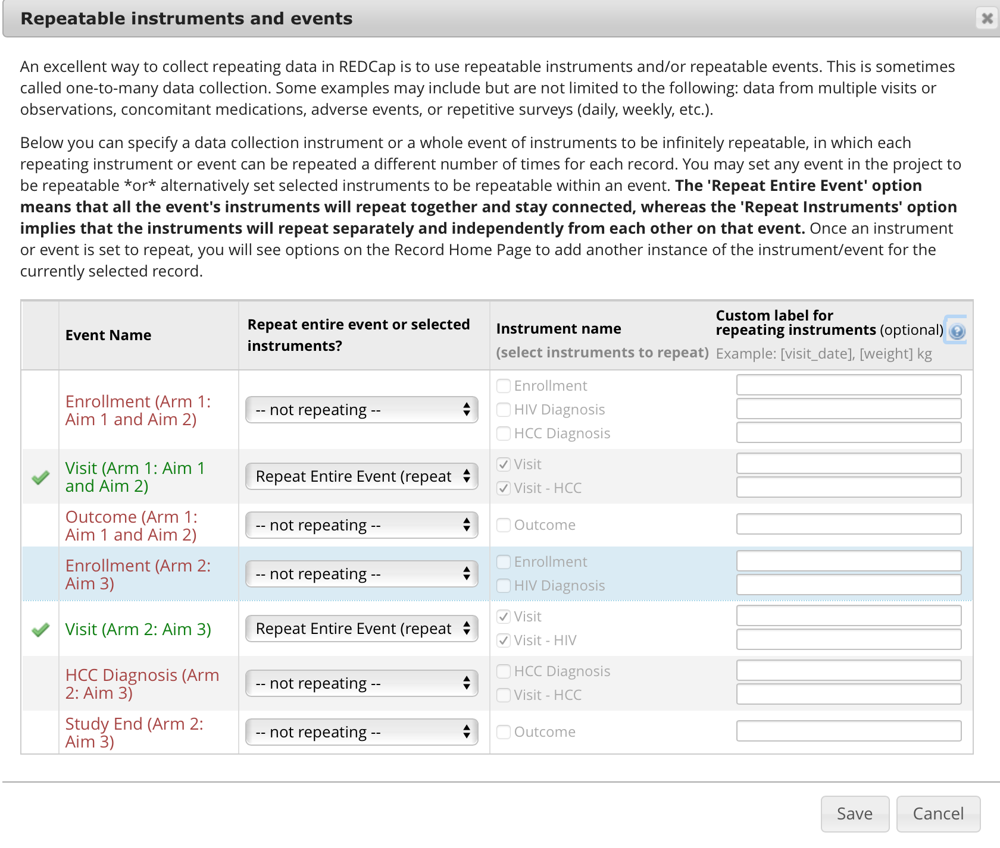 Repeatable instruments and events
An excellent way to collect repeating data in REDCap is to use repeatable instruments and/or repeatable events. This is sometimes
called one-to-many data collection. Some examples may include but are not limited to the following: data from multiple visits or
observations, concomitant medications, adverse events, or repetitive surveys (daily, weekly, etc.).
Below you can specify a data collection instrument or a whole event of instruments to be infinitely repeatable, in which each
repeating instrument or event can be repeated a different number of times for each record. You may set any event in the project to
be repeatable *or* alternatively set selected instruments to be repeatable within an event. The 'Repeat Entire Event' option
means that all the event's instruments will repeat together and stay connected, whereas the 'Repeat Instruments' option
implies that the instruments will repeat separately and independently from each other on that event. Once an instrument
or event is set to repeat, you will see options on the Record Home Page to add another instance of the instrument/event for the
currently selected record.
Event Name
Repeat entire event or selected
instruments?
Instrument name
(select instruments to repeat)
Custom label for
repeating instruments (optional) ?
Example: [visit_date], [weight] kg
Enrollment (Arm 1:
Aim 1 and Aim 2)
-- not repeating --
Enrollment
HIV Diagnosis
HCC Diagnosis
Visit (Arm 1: Aim 1
and Aim 2)
Repeat Entire Event (repeat
Visit
Visit - HCC
Outcome (Arm 1:
Aim 1 and Aim 2)
-- not repeating --
Outcome
Enrollment (Arm 2:
Aim 3)
-- not repeating --
Enrollment
HIV Diagnosis
Visit (Arm 2: Aim 3)
Repeat Entire Event (repeat
Visit
Visit - HIV
HCC Diagnosis (Arm
2: Aim 3)
-- not repeating --
HCC Diagnosis
Visit - HCC
Study End (Arm 2:
Aim 3)
-- not repeating --
Outcome
Save
Cancel